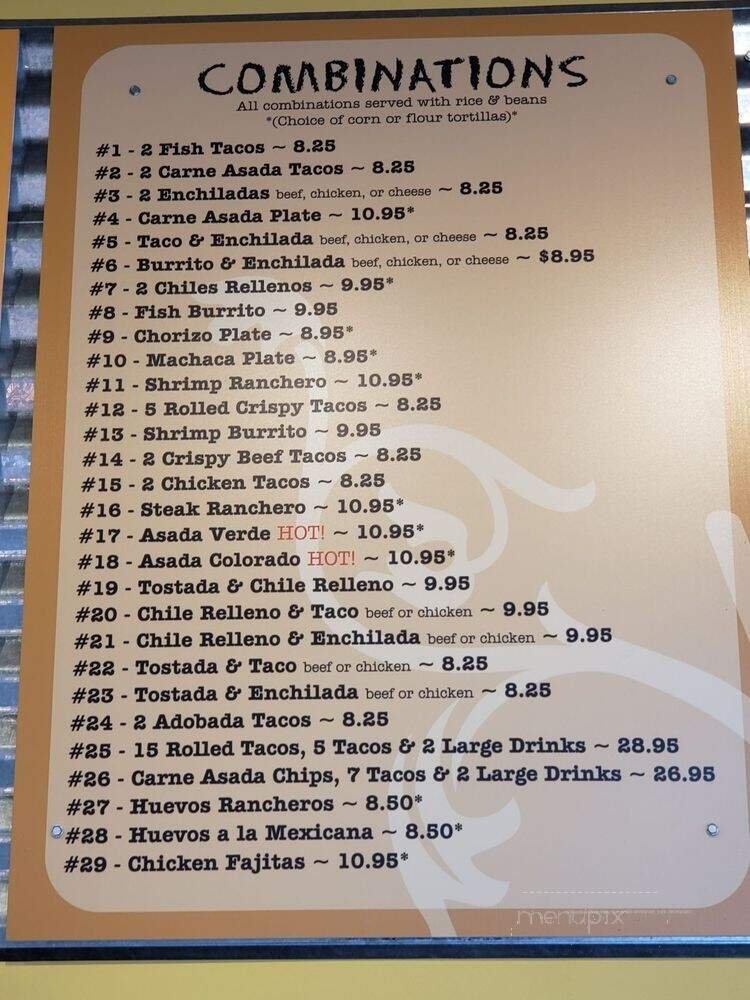 COMBINATIONS
All combinations served with rice & beans
*(Choice of corn or flour tortillas)*
#1 - 2 Fish Tacos ~ 8.25
#2 - 2 Carne Asada Tacos ~ 8.25
#3 - 2 Enchiladas beef, chicken, or cheese ~ 8.25
#4 - Carne Asada Plate ~ 10.95*
#5 - Taco & Enchilada beef, chicken, or cheese ~ 8.25
#6 - Burrito & Enchilada beef, chicken, or cheese ~ $8.95
#7 - 2 Chiles Rellenos ~ 9.95*
#8 - Fish Burrito ~ 9.95
#9 - Chorizo Plate ~ 8.95*
#10 - Machaca Plate ~ 8.95*
#11 - Shrimp Ranchero ~ 10.95*
#12 - 5 Rolled Crispy Tacos ~ 8.25
#13 - Shrimp Burrito ~ 9.95
#14 - 2 Crispy Beef Tacos ~ 8.25
#15 - 2 Chicken Tacos ~ 8.25
#16 - Steak Ranchero ~ 10.95*
#17 - Asada Verde HOT! ~ 10.95*
#18 - Asada Colorado HOT! ~ 10.95*
#19 - Tostada & Chile Relleno ~ 9.95
#20 - Chile Relleno & Taco beef or chicken ~ 9.95
#21 - Chile Relleno & Enchilada beef or chicken ~ 9.95
#22 - Tostada & Taco beef or chicken ~ 8.25
#23 - Tostada & Enchilada beef or chicken ~ 8.25
#24 - 2 Adobada Tacos ~ 8.25
#25 - 15 Rolled Tacos, 5 Tacos & 2 Large Drinks ~ 28.95
#26 - Carne Asada Chips, 7 Tacos & 2 Large Drinks ~ 26.95
#27 - Huevos Rancheros ~ 8.50*
#28 - Huevos a la Mexicana ~ 8.50*
#29 - Chicken Fajitas ~ 10.95*
menupix